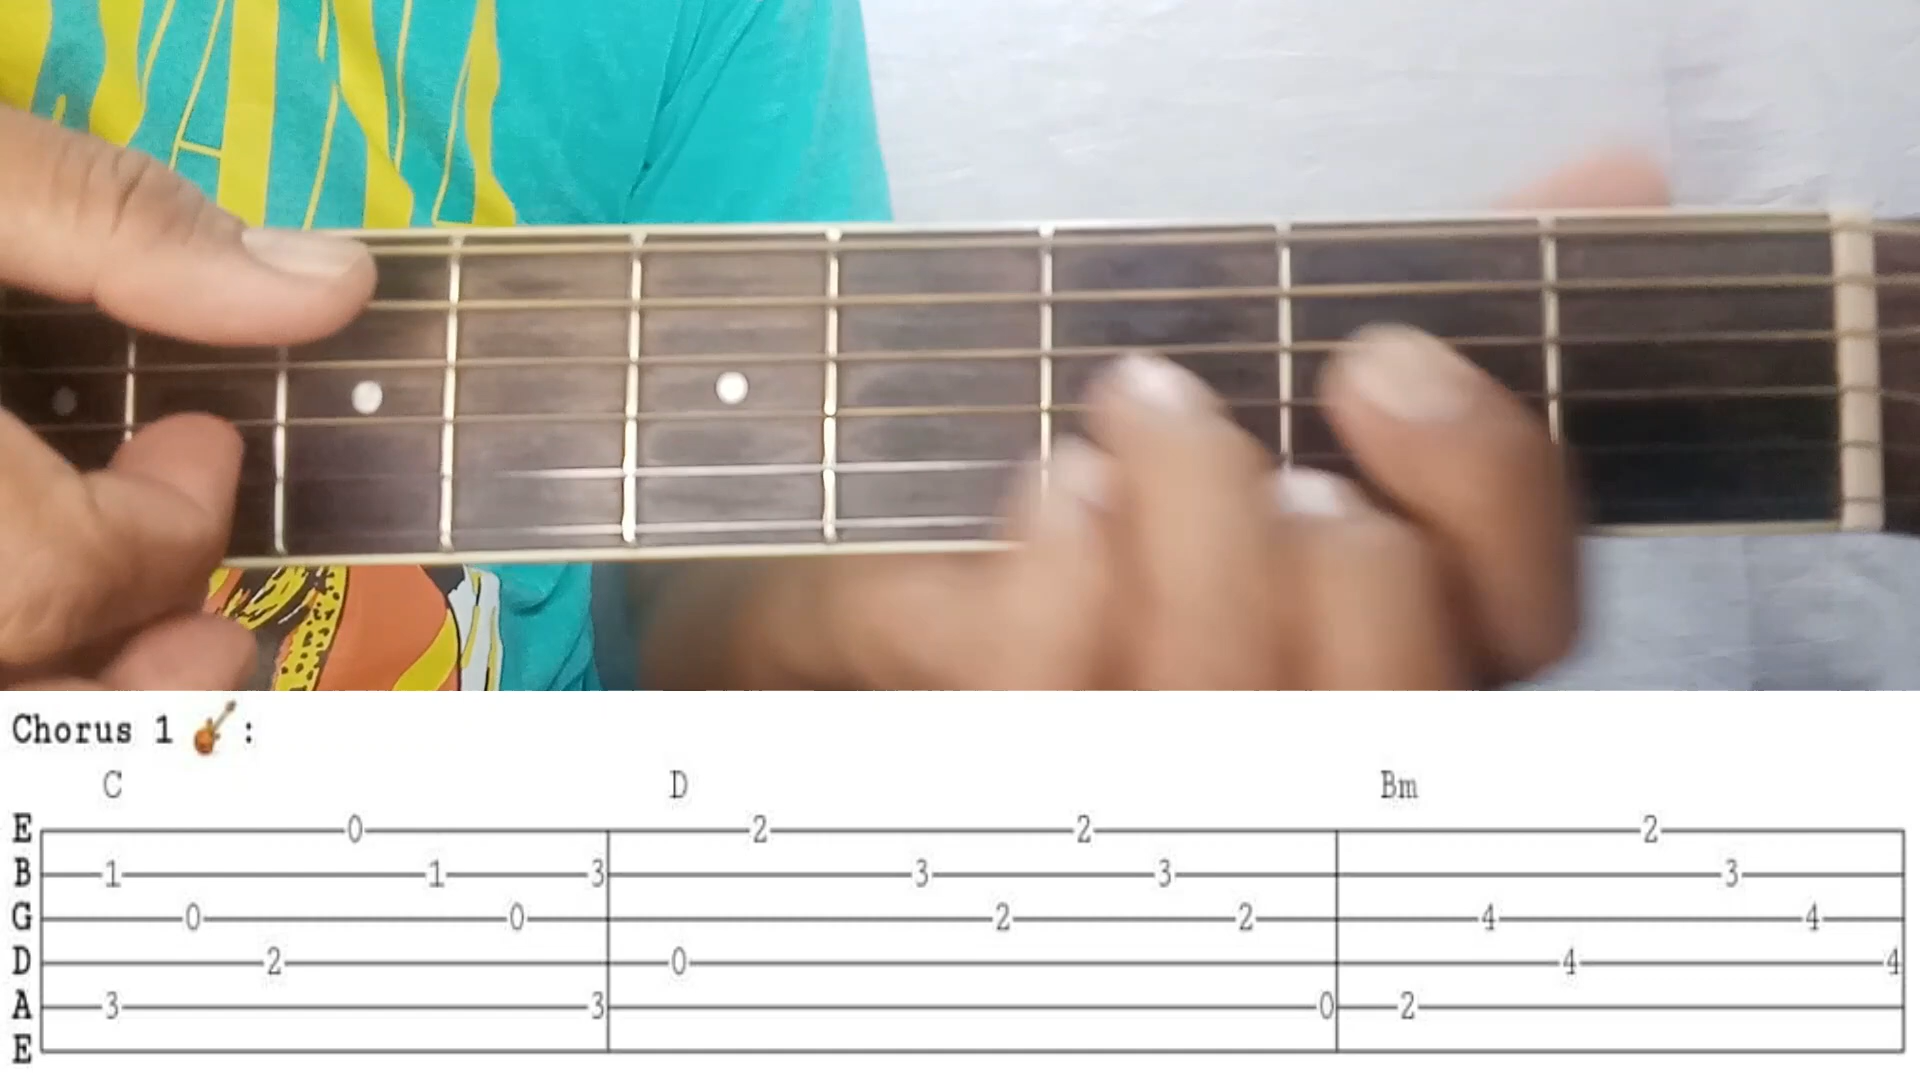 Chorus 1 🎸:
C D Bm
E 0 2 2 2
B 1 1 3 3 3 3
G 0 0 2 2 4 4
D 2 0 4 4
A 3 3 0 2
E